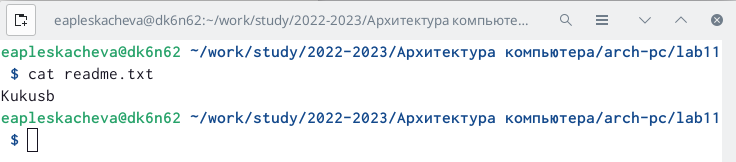 eapleskacheva@dk6n62:~/work/study/2022-2023/Архитектура компьюте...
eapleskacheva@dk6n62 ~/work/study/2022-2023/Архитектура компьютера/arch-pc/lab11
$ cat readme.txt
Kukusb
eapleskacheva@dk6n62 ~/work/study/2022-2023/Архитектура компьютера/arch-pc/lab11
$